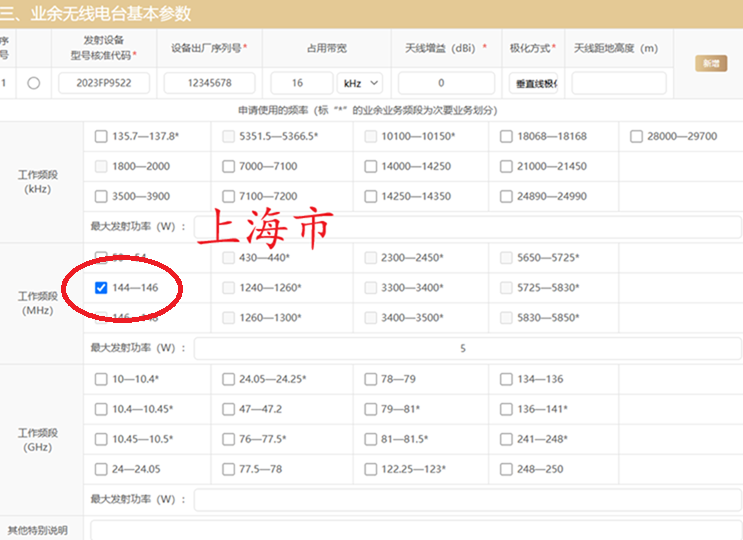 三、业余无线电台基本参数
序号 发射设备型号核准代码* 设备出厂序列号* 占用带宽 天线增益（dBi）* 极化方式* 天线距地高度（m）
新增
1 2023FP9522 12345678 16 kHz 0 垂直线极化
申请使用的频率（标“*”的业余业务频段为次要业务划分）
工作频段（kHz）
135.7—137.8* 5351.5—5366.5* 10100—10150* 18068—18168 28000—29700
1800—2000 7000—7100 14000—14250 21000—21450
3500—3900 7100—7200 14250—14350 24890—24990
最大发射功率（W）：
上海市
工作频段（MHz）
50—54 430—440* 2300—2450* 5650—5725*
144—146 1240—1260* 3300—3400* 5725—5830*
146—148 1260—1300* 3400—3500* 5830—5850*
最大发射功率（W）： 5
工作频段（GHz）
10—10.4* 24.05—24.25* 78—79 134—136
10.4—10.45* 47—47.2 79—81* 136—141*
10.45—10.5* 76—77.5* 81—81.5* 241—248*
24—24.05 77.5—78 122.25—123* 248—250
最大发射功率（W）：
其他特别说明